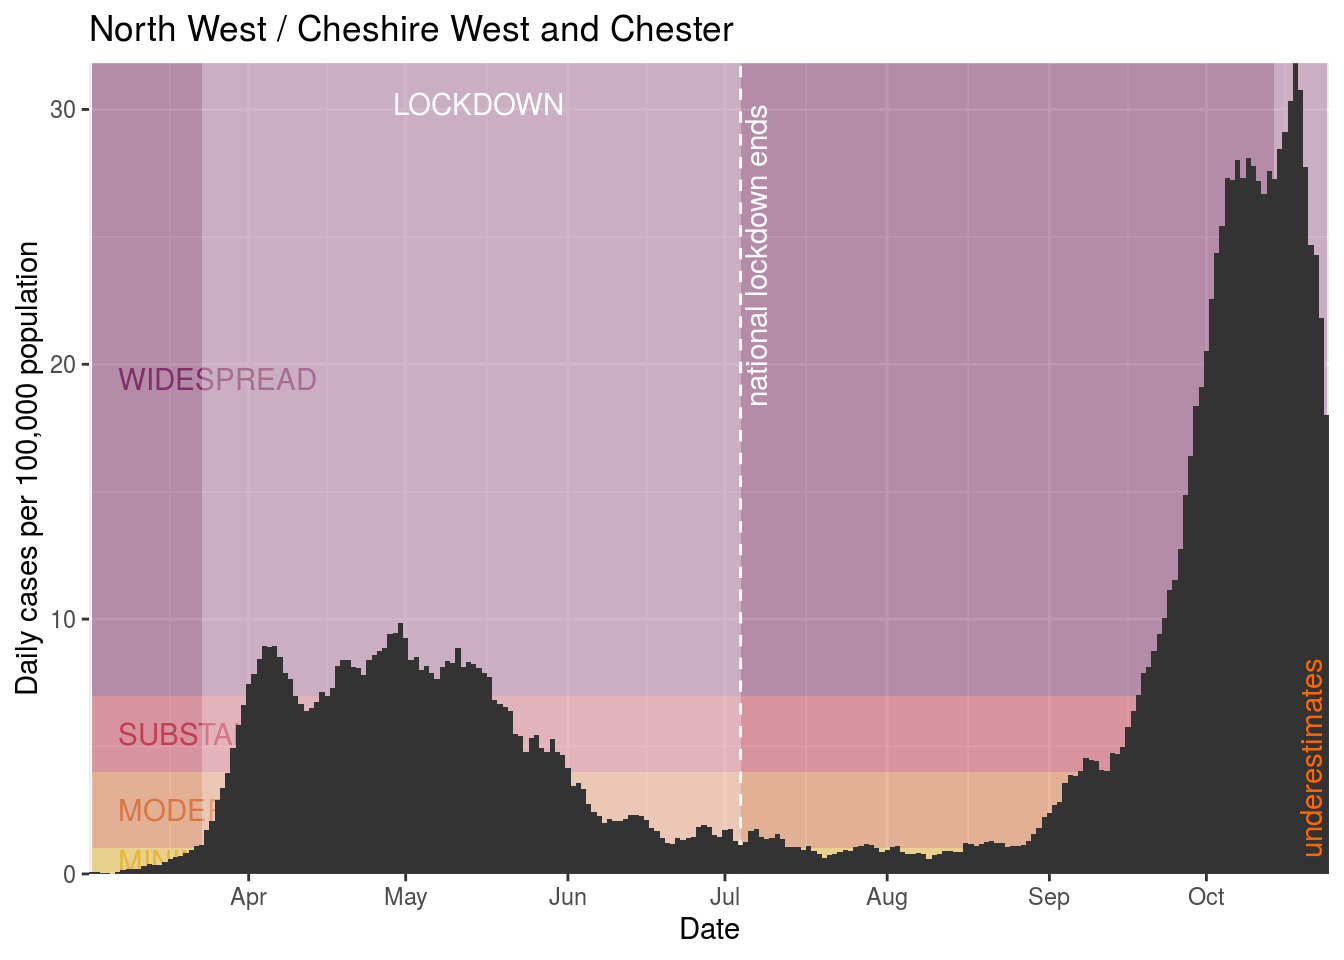 North West / Cheshire West and Chester
Daily cases per 100,000 population
30
20
10
0
LOCKDOWN
national lockdown ends
WIDESPREAD
SUBSTA
MODE
MINI
underestimates
Apr
May
Jun
Jul
Aug
Sep
Oct
Date